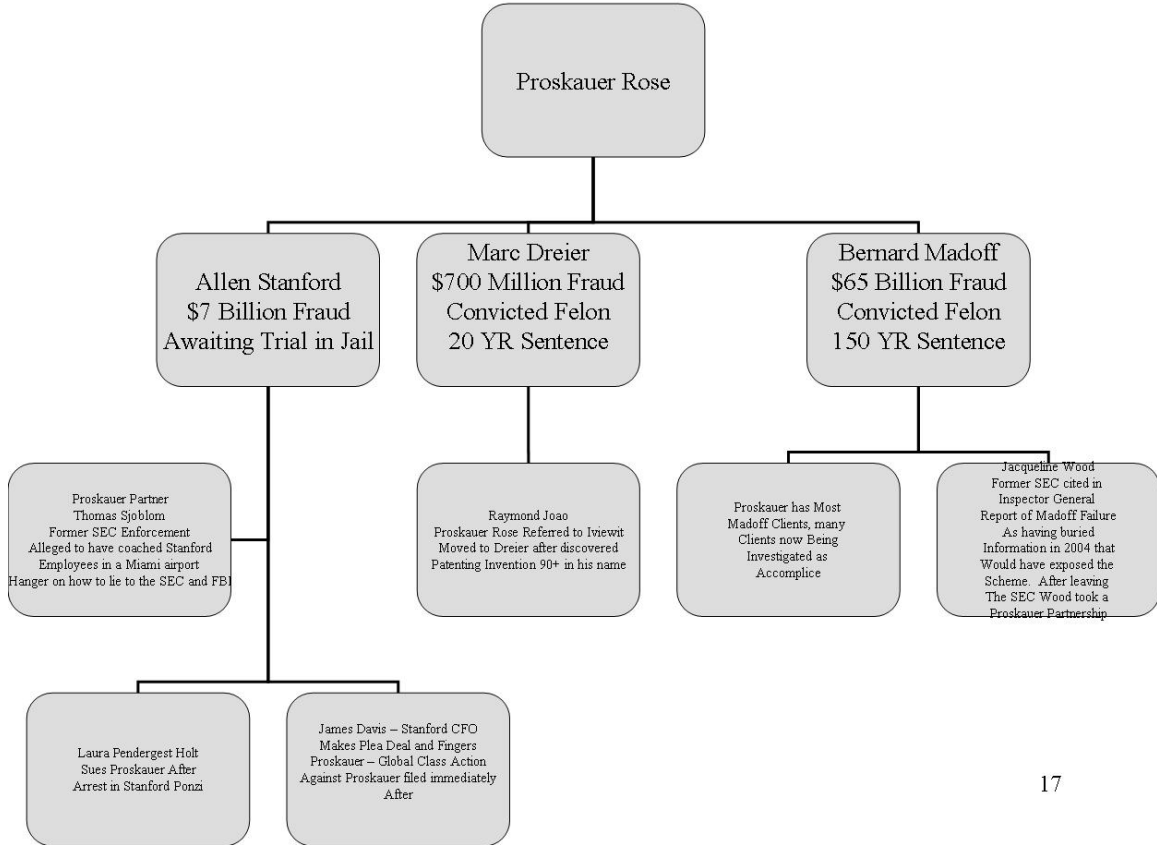 Proskauer Rose
Allen Stanford
$7 Billion Fraud
Awaiting Trial in Jail
Marc Dreier
$700 Million Fraud
Convicted Felon
20 YR Sentence
Bernard Madoff
$65 Billion Fraud
Convicted Felon
150 YR Sentence
Proskauer Partner
Thomas Sjoblom
Former SEC Enforcement
Alleged to have coached Stanford
Employees in a Miami airport
Hanger on how to lie to the SEC and FBI
Raymond Joao
Proskauer Rose Referred to Iviewit
Moved to Dreier after discovered
Patenting Invention 90+ in his name
Proskauer has Most
Madoff Clients, many
Clients now Being
Investigated as
Accomplice
Jacqueline Wood
Former SEC cited in
Inspector General
Report of Madoff Failure
As having buried
Information in 2004 that
Would have exposed the
Scheme.  After leaving
The SEC Wood took a
Proskauer Partnership
Laura Pendergest Holt
Sues Proskauer After
Arrest in Stanford Ponzi
James Davis – Stanford CFO
Makes Plea Deal and Fingers
Proskauer – Global Class Action
Against Proskauer filed immediately
After
17